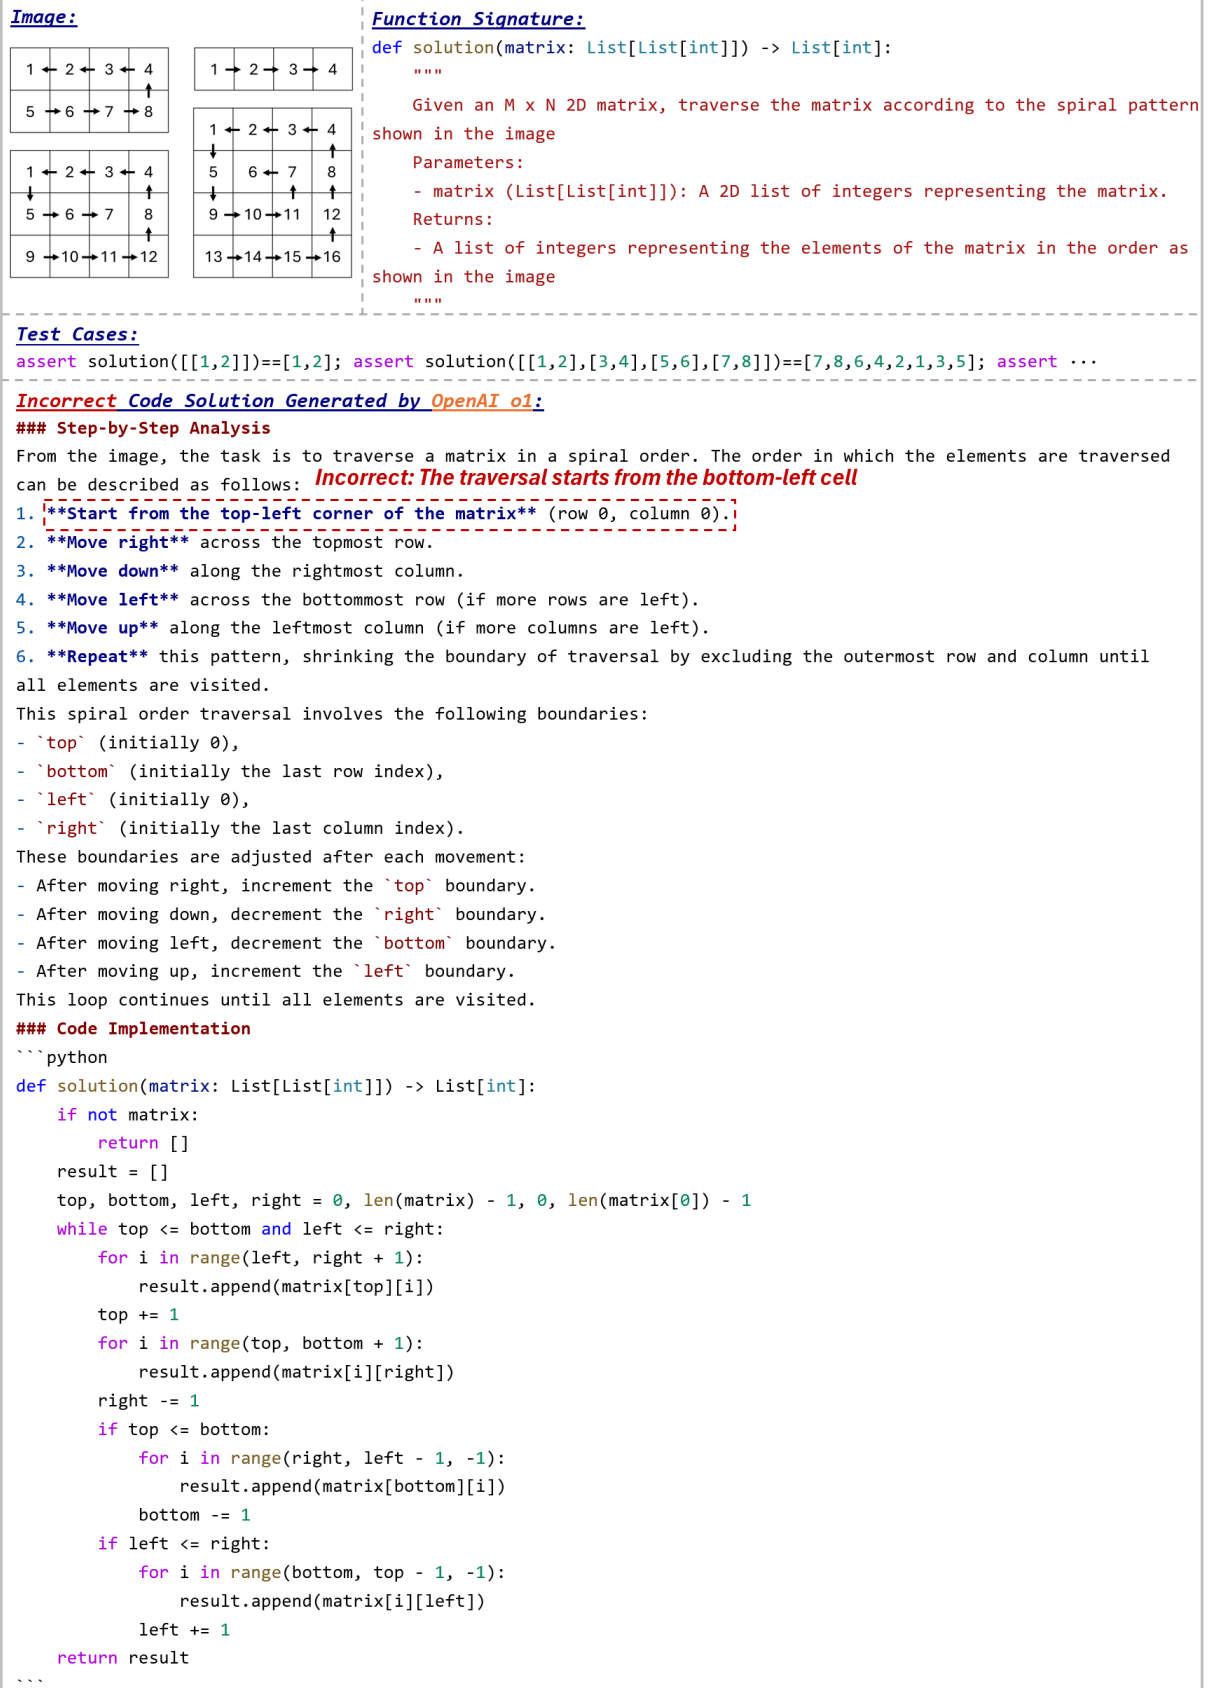 Image:
1 ← 2 ← 3 ← 4
↑
5 → 6 → 7 → 8
1 ← 2 ← 3 ← 4
↓ ↑
5 → 6 → 7 8
↑
9 → 10 → 11 → 12
1 → 2 → 3 → 4
1 ← 2 ← 3 ← 4
↓ ↑
5 6 ← 7 8
↓ ↑ ↑
9 → 10 → 11 12
↑
13 → 14 → 15 → 16
Function Signature:
def solution(matrix: List[List[int]]) -> List[int]:
"""
Given an M x N 2D matrix, traverse the matrix according to the spiral pattern
shown in the image
Parameters:
- matrix (List[List[int]]): A 2D list of integers representing the matrix.
Returns:
- A list of integers representing the elements of the matrix in the order as
shown in the image
"""
Test Cases:
assert solution([[1,2]])==[1,2]; assert solution([[1,2],[3,4],[5,6],[7,8]])==[7,8,6,4,2,1,3,5]; assert ···
Incorrect Code Solution Generated by OpenAI o1:
### Step-by-Step Analysis
From the image, the task is to traverse a matrix in a spiral order. The order in which the elements are traversed
can be described as follows: Incorrect: The traversal starts from the bottom-left cell
1. **Start from the top-left corner of the matrix** (row 0, column 0).
2. **Move right** across the topmost row.
3. **Move down** along the rightmost column.
4. **Move left** across the bottommost row (if more rows are left).
5. **Move up** along the leftmost column (if more columns are left).
6. **Repeat** this pattern, shrinking the boundary of traversal by excluding the outermost row and column until
all elements are visited.
This spiral order traversal involves the following boundaries:
- `top` (initially 0),
- `bottom` (initially the last row index),
- `left` (initially 0),
- `right` (initially the last column index).
These boundaries are adjusted after each movement:
- After moving right, increment the `top` boundary.
- After moving down, decrement the `right` boundary.
- After moving left, decrement the `bottom` boundary.
- After moving up, increment the `left` boundary.
This loop continues until all elements are visited.
### Code Implementation
```python
def solution(matrix: List[List[int]]) -> List[int]:
    if not matrix:
        return []
    result = []
    top, bottom, left, right = 0, len(matrix) - 1, 0, len(matrix[0]) - 1
    while top <= bottom and left <= right:
        for i in range(left, right + 1):
            result.append(matrix[top][i])
        top += 1
        for i in range(top, bottom + 1):
            result.append(matrix[i][right])
        right -= 1
        if top <= bottom:
            for i in range(right, left - 1, -1):
                result.append(matrix[bottom][i])
            bottom -= 1
        if left <= right:
            for i in range(bottom, top - 1, -1):
                result.append(matrix[i][left])
            left += 1
    return result
```